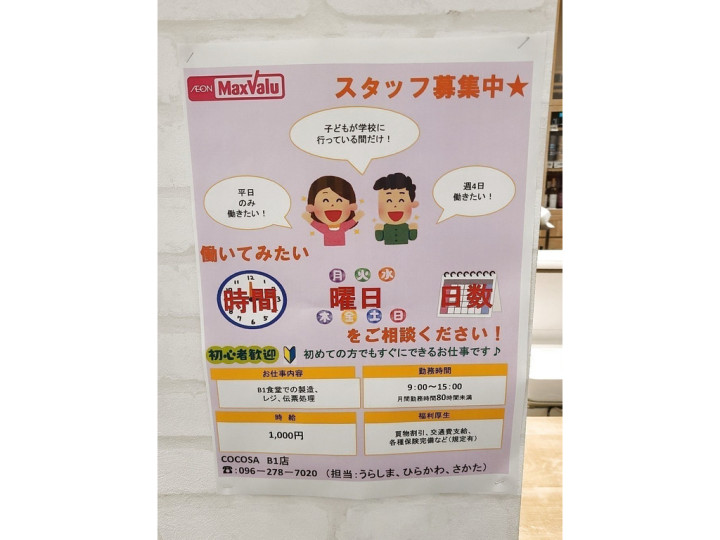 ÆON MaxValu
スタッフ募集中★
子どもが学校に
行っている間だけ！
平日
のみ
働きたい！
週4日
働きたい！
働いてみたい
時間
月 火 水
曜日
木 金 土 日
日数
をご相談ください！
初心者歓迎 初めての方でもすぐにできるお仕事です♪
お仕事内容
B1食堂での製造、
レジ、伝票処理
勤務時間
9：00〜15：00
月間勤務時間80時間未満
時 給
1,000円
福利厚生
買物割引、交通費支給、
各種保険完備など（規定有）
COCOSA B1店
☎：096－278－7020 （担当：うらしま、ひらかわ、さかた）